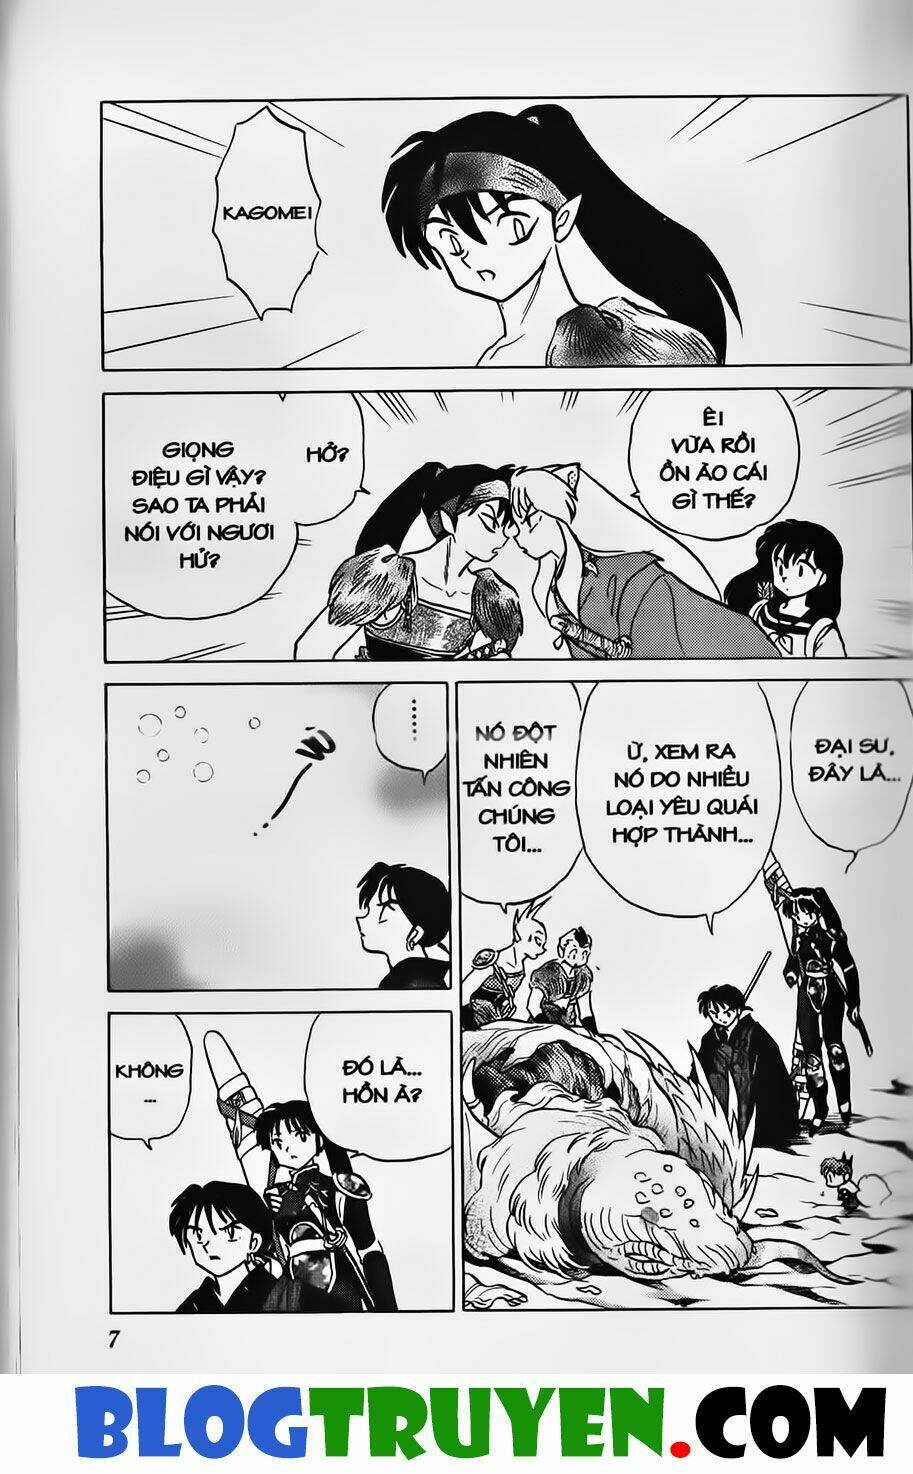 KAGOMEI
ÊI
VỪA RỒI
ỒN ÀO CÁI
GÌ THẾ?
HỞ?
GIỌNG
ĐIỆU GÌ VẬY?
SAO TA PHẢI
NÓI VỚI NGƯƠI
HỬ?
ĐẠI SƯ,
ĐÂY LÀ...
Ừ, XEM RA
NÓ DO NHIỀU
LOẠI YÊU QUÁI
HỢP THÀNH...
NÓ ĐỘT
NHIÊN
TẤN CÔNG
CHÚNG
TÔI...
......
ĐÓ LÀ...
HỒN À?
KHÔNG
...
7
BLOGTRUYEN.COM